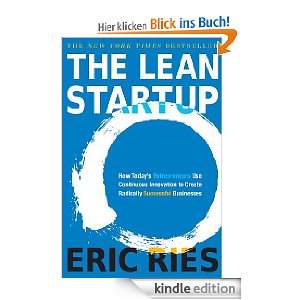 Hier klicken Blick ins Buch!
THE NEW YORK TIMES BESTSELLER
THE LEAN
STARTUP
How Today's Entrepreneurs Use
Continuous Innovation to Create
Radically Successful Businesses
ERIC RIES
kindle edition